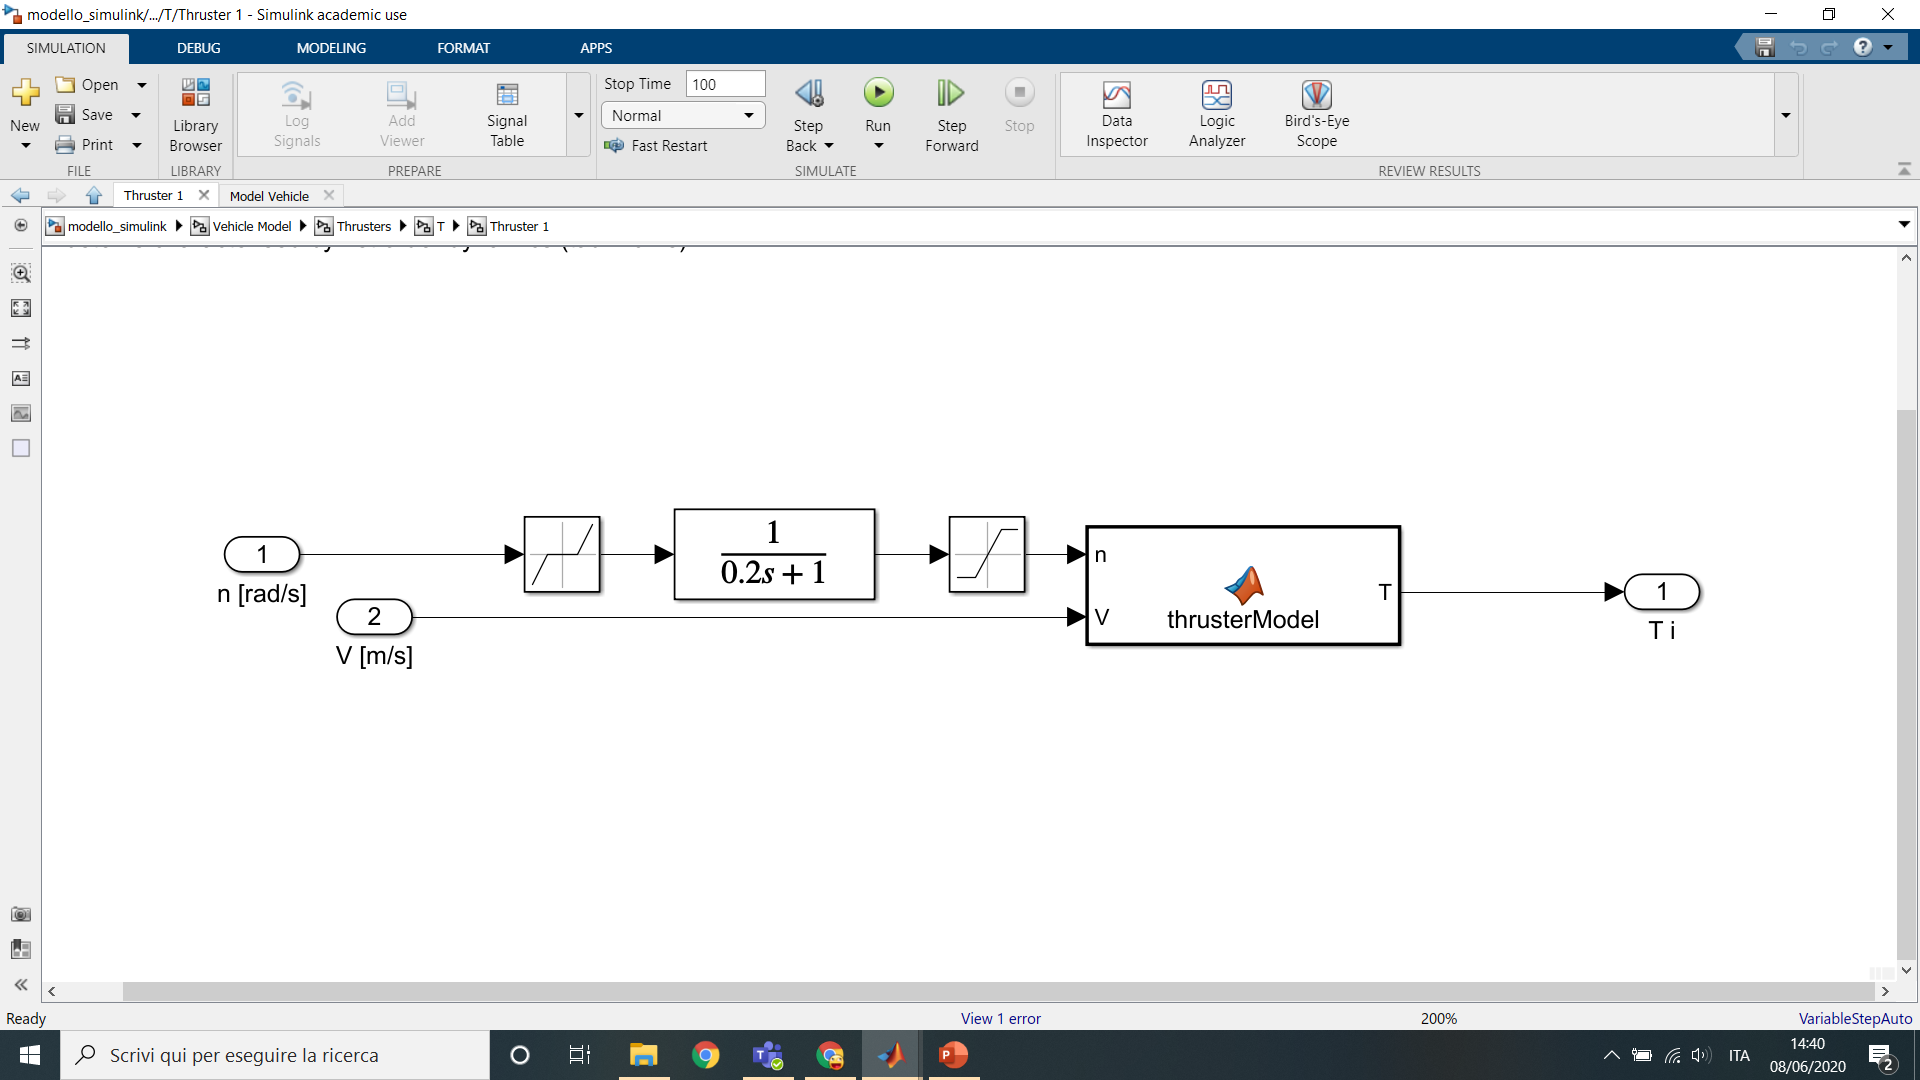 modello_simulink/.../T/Thruster 1 - Simulink academic use
SIMULATION DEBUG MODELING FORMAT APPS
New
Open
Save
Print
FILE
Library
Browser
LIBRARY
Log
Signals
Add
Viewer
Signal
Table
PREPARE
Stop Time 100
Normal
Fast Restart
Step
Back
Run
Step
Forward
Stop
SIMULATE
Data
Inspector
Logic
Analyzer
Bird's-Eye
Scope
REVIEW RESULTS
Thruster 1 Model Vehicle
modello_simulink Vehicle Model Thrusters T Thruster 1
1
n [rad/s]
2
V [m/s]
1
0.2s + 1
n
V
T
thrusterModel
1
T i
Ready View 1 error 200% VariableStepAuto
Scrivi qui per eseguire la ricerca
ITA
14:40
08/06/2020
2